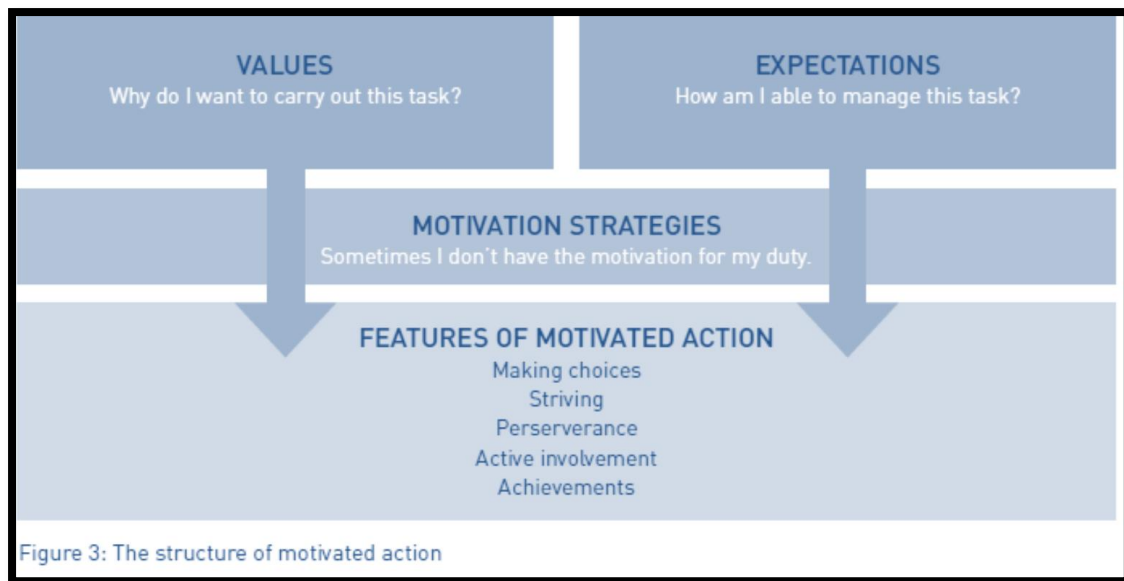 VALUES
Why do I want to carry out this task?
EXPECTATIONS
How am I able to manage this task?
MOTIVATION STRATEGIES
Sometimes I don't have the motivation for my duty.
FEATURES OF MOTIVATED ACTION
Making choices
Striving
Perserverance
Active involvement
Achievements
Figure 3: The structure of motivated action